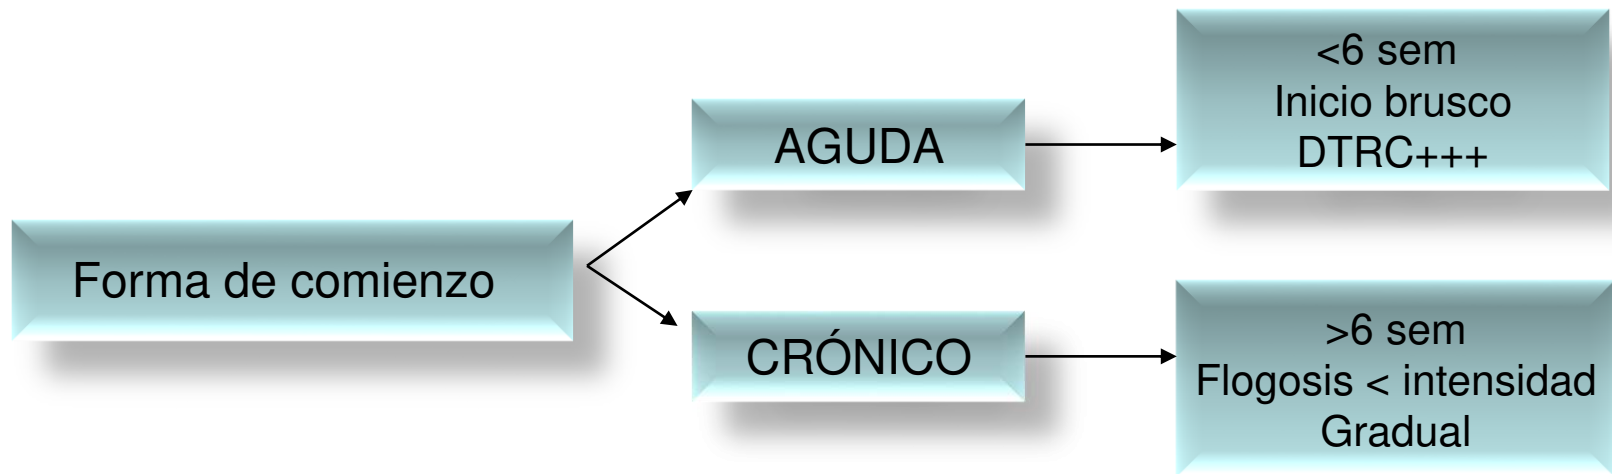 Forma de comienzo
AGUDA
<6 sem
Inicio brusco
DTRC+++
CRÓNICO
>6 sem
Flogosis < intensidad
Gradual